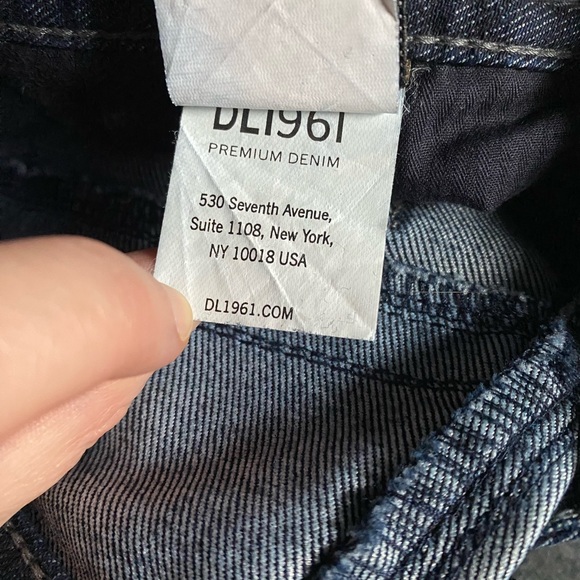 DL1961
PREMIUM DENIM
530 Seventh Avenue,
Suite 1108, New York,
NY 10018 USA
DL1961.COM